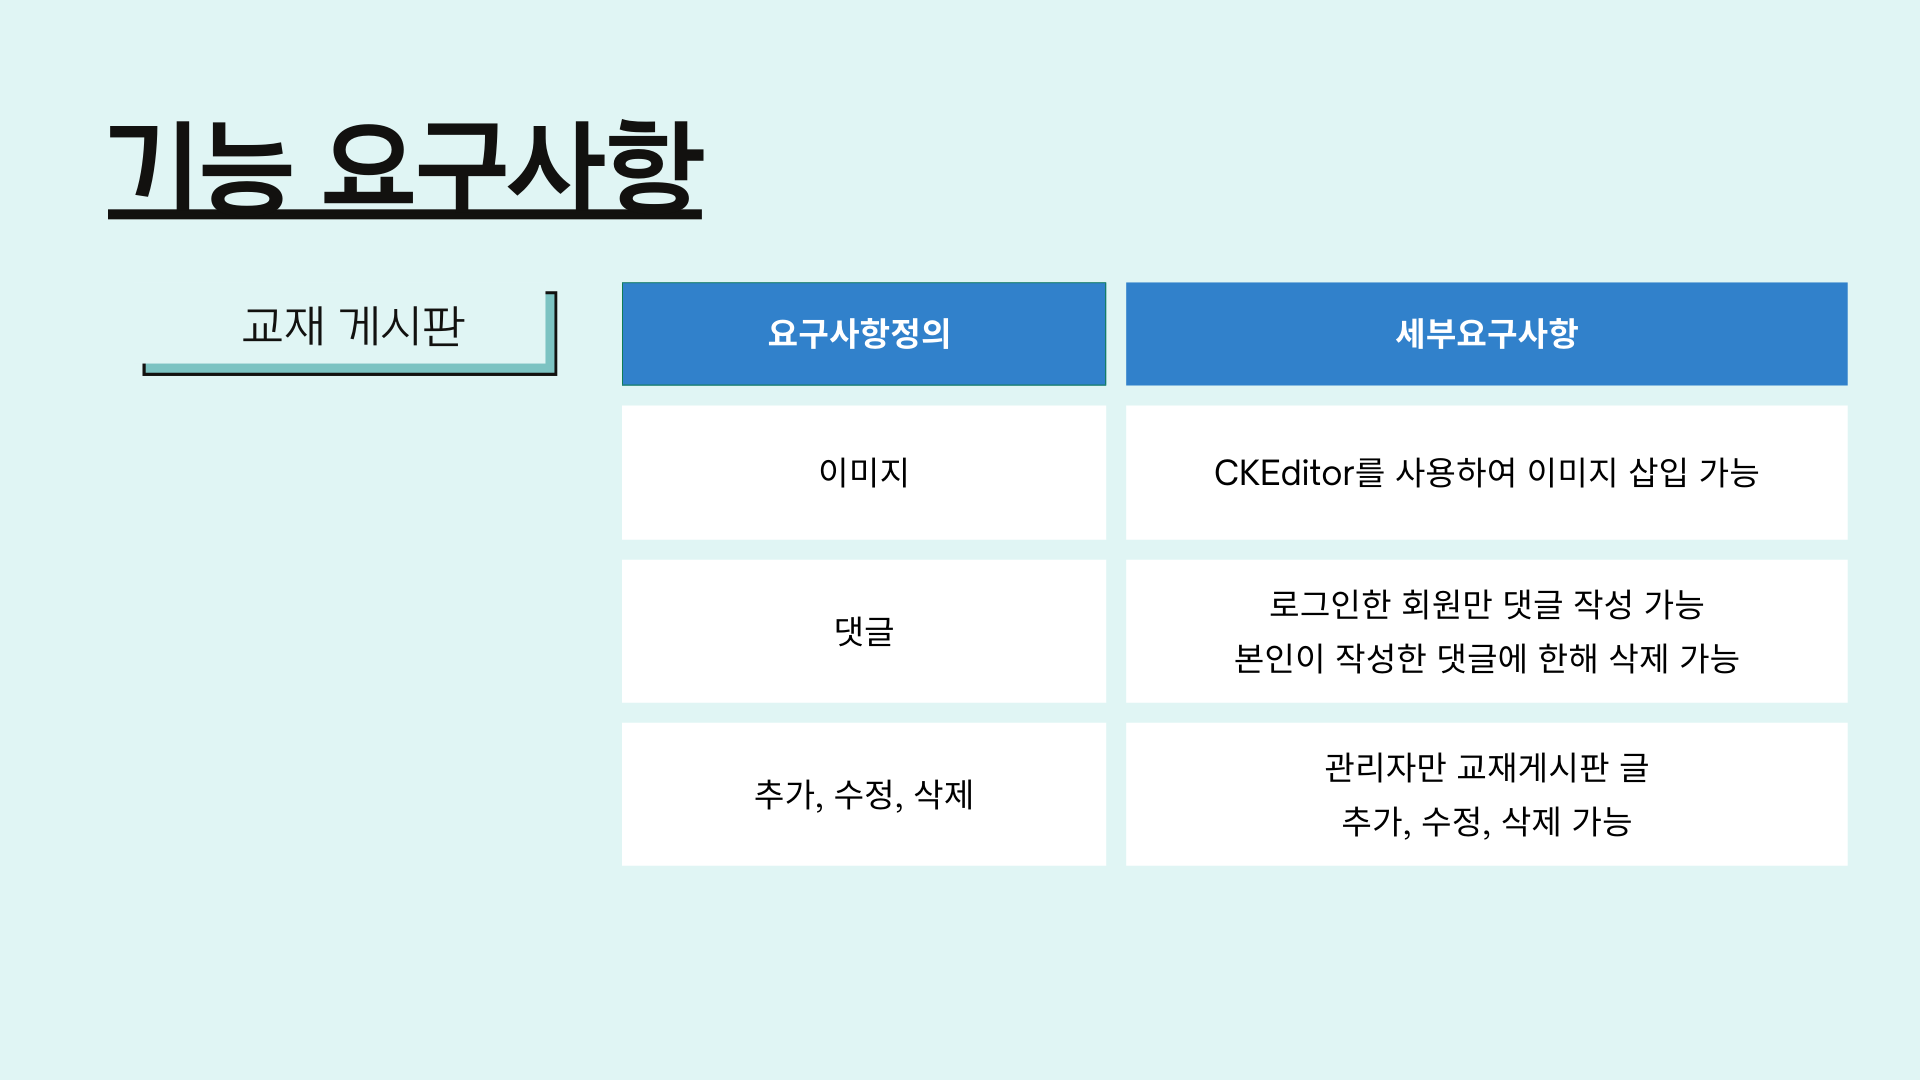 기능 요구사항
교재 게시판
요구사항정의
세부요구사항
이미지
CKEditor를 사용하여 이미지 삽입 가능
댓글
로그인한 회원만 댓글 작성 가능
본인이 작성한 댓글에 한해 삭제 가능
추가, 수정, 삭제
관리자만 교재게시판 글
추가, 수정, 삭제 가능